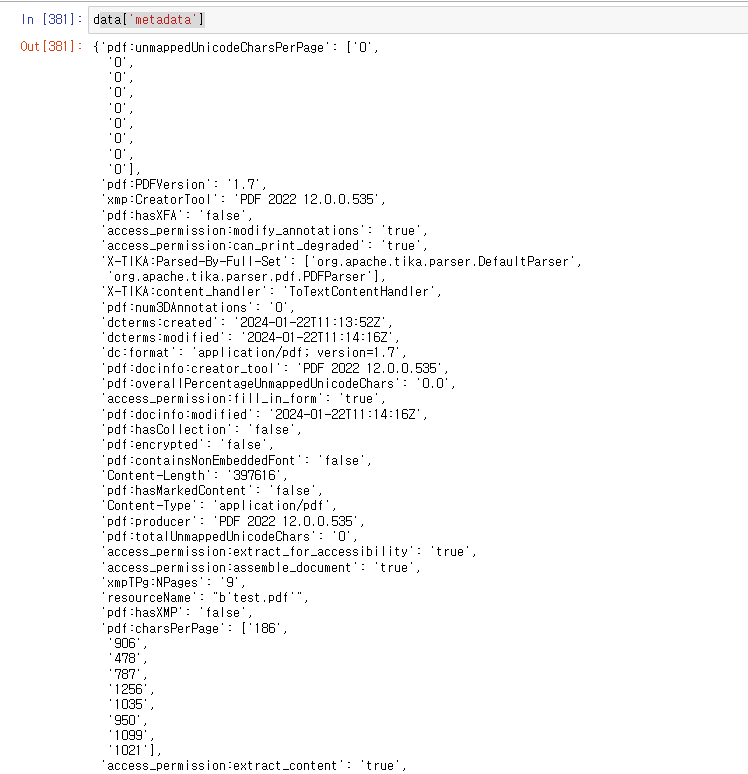 In [381]: data['metadata']
Out[381]: {'pdf:unmappedUnicodeCharsPerPage': ['0',
'0',
'0',
'0',
'0',
'0',
'0',
'0',
'0'],
'pdf:PDFVersion': '1.7',
'xmp:CreatorTool': 'PDF 2022 12.0.0.535',
'pdf:hasXFA': 'false',
'access_permission:modify_annotations': 'true',
'access_permission:can_print_degraded': 'true',
'X-TIKA:Parsed-By-Full-Set': ['org.apache.tika.parser.DefaultParser',
'org.apache.tika.parser.pdf.PDFParser'],
'X-TIKA:content_handler': 'ToTextContentHandler',
'pdf:num3DAnnotations': '0',
'dcterms:created': '2024-01-22T11:13:52Z',
'dcterms:modified': '2024-01-22T11:14:16Z',
'dc:format': 'application/pdf; version=1.7',
'pdf:docinfo:creator_tool': 'PDF 2022 12.0.0.535',
'pdf:overallPercentageUnmappedUnicodeChars': '0.0',
'access_permission:fill_in_form': 'true',
'pdf:docinfo:modified': '2024-01-22T11:14:16Z',
'pdf:hasCollection': 'false',
'pdf:encrypted': 'false',
'pdf:containsNonEmbeddedFont': 'false',
'Content-Length': '397616',
'pdf:hasMarkedContent': 'false',
'Content-Type': 'application/pdf',
'pdf:producer': 'PDF 2022 12.0.0.535',
'pdf:totalUnmappedUnicodeChars': '0',
'access_permission:extract_for_accessibility': 'true',
'access_permission:assemble_document': 'true',
'xmpTPg:NPages': '9',
'resourceName': "b'test.pdf'",
'pdf:hasXMP': 'false',
'pdf:charsPerPage': ['186',
'906',
'478',
'787',
'1256',
'1035',
'950',
'1099',
'1021'],
'access_permission:extract_content': 'true',